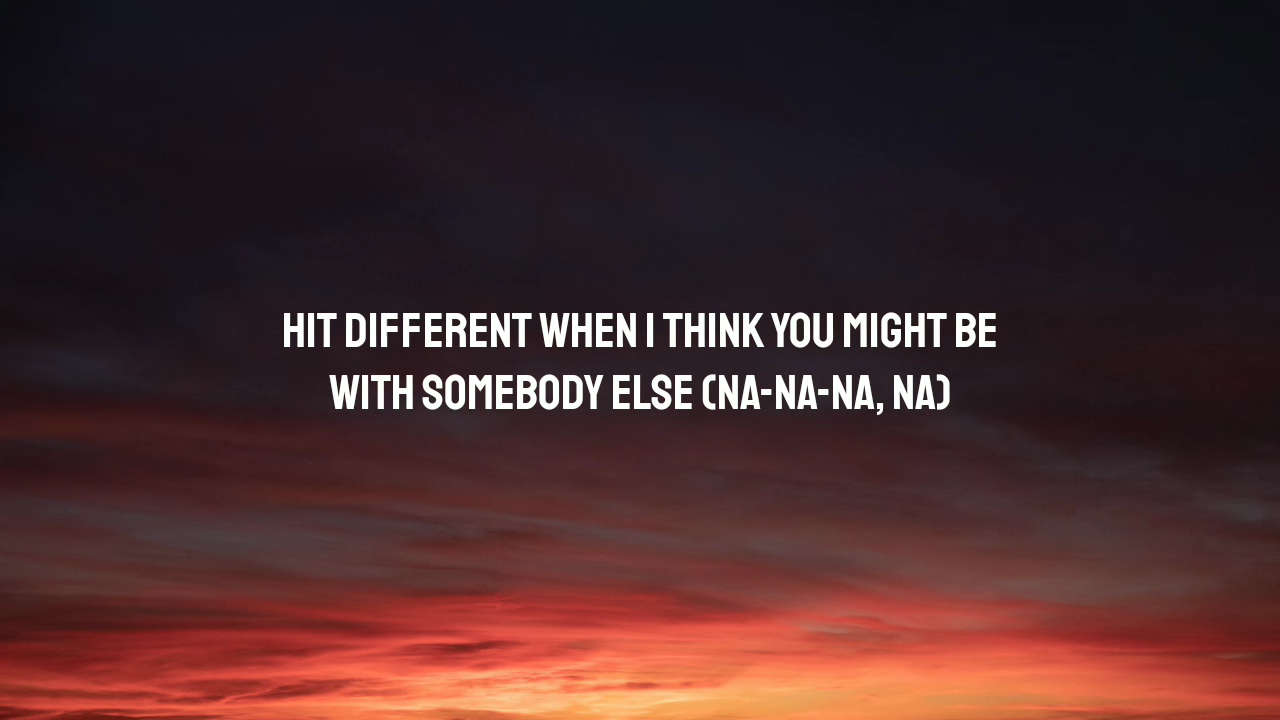 HIT DIFFERENT WHEN I THINK YOU MIGHT BE
WITH SOMEBODY ELSE (NA-NA-NA, NA)